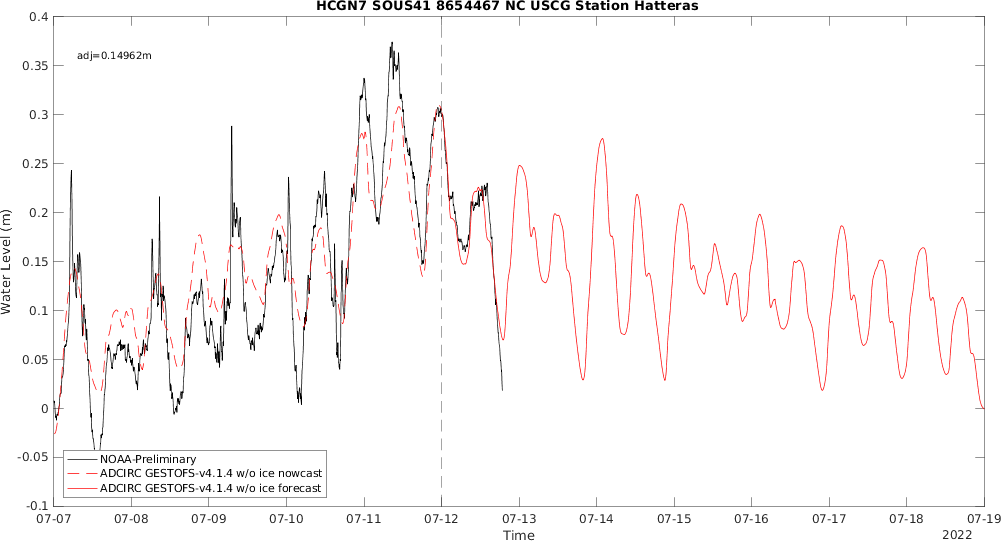 HCGN7 SOUS41 8654467 NC USCG Station Hatteras
adj=0.14962m
0.4
0.35
0.3
0.25
0.2
0.15
0.1
0.05
0
-0.05
-0.1
Water Level (m)
NOAA-Preliminary
ADCIRC GESTOFS-v4.1.4 w/o ice nowcast
ADCIRC GESTOFS-v4.1.4 w/o ice forecast
07-07 07-08 07-09 07-10 07-11 07-12 07-13 07-14 07-15 07-16 07-17 07-18 07-19
Time
2022